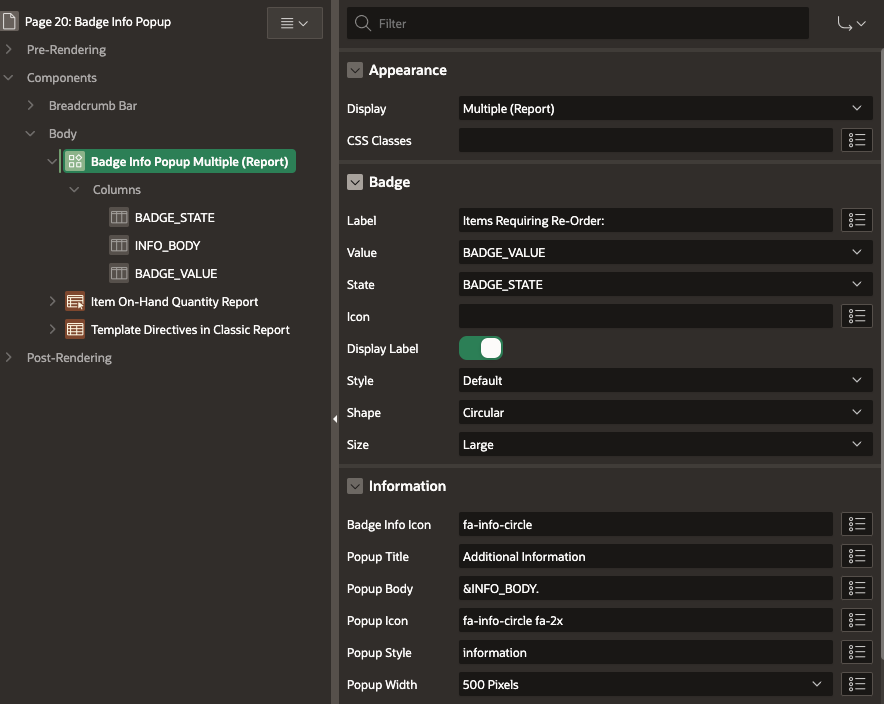 Page 20: Badge Info Popup
Pre-Rendering
Components
Breadcrumb Bar
Body
Badge Info Popup Multiple (Report)
Columns
BADGE_STATE
INFO_BODY
BADGE_VALUE
Item On-Hand Quantity Report
Template Directives in Classic Report
Post-Rendering
Filter
Appearance
Display Multiple (Report)
CSS Classes
Badge
Label Items Requiring Re-Order:
Value BADGE_VALUE
State BADGE_STATE
Icon
Display Label
Style Default
Shape Circular
Size Large
Information
Badge Info Icon fa-info-circle
Popup Title Additional Information
Popup Body &INFO_BODY.
Popup Icon fa-info-circle fa-2x
Popup Style information
Popup Width 500 Pixels